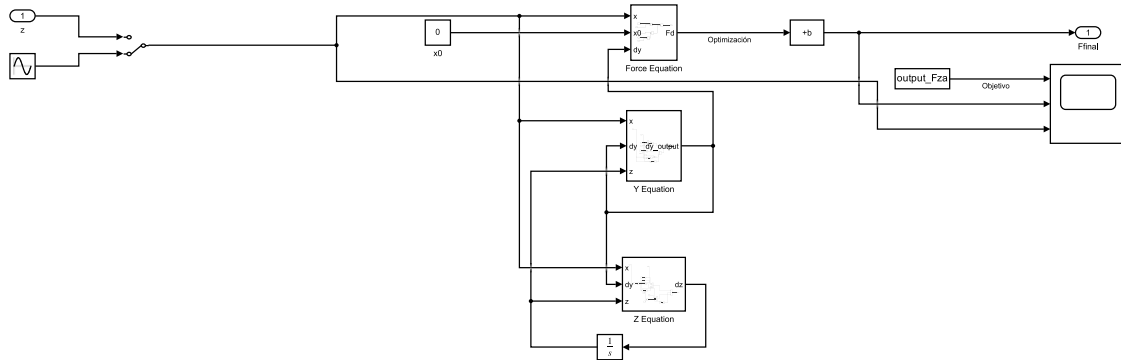 1
z
0
x0
x
x0
dy
Fd
Force Equation
Optimización
+b
1
Ffinal
output_Fza
Objetivo
x
dy
dy_output
z
Y Equation
x
dy
dz
z
Z Equation
1
s